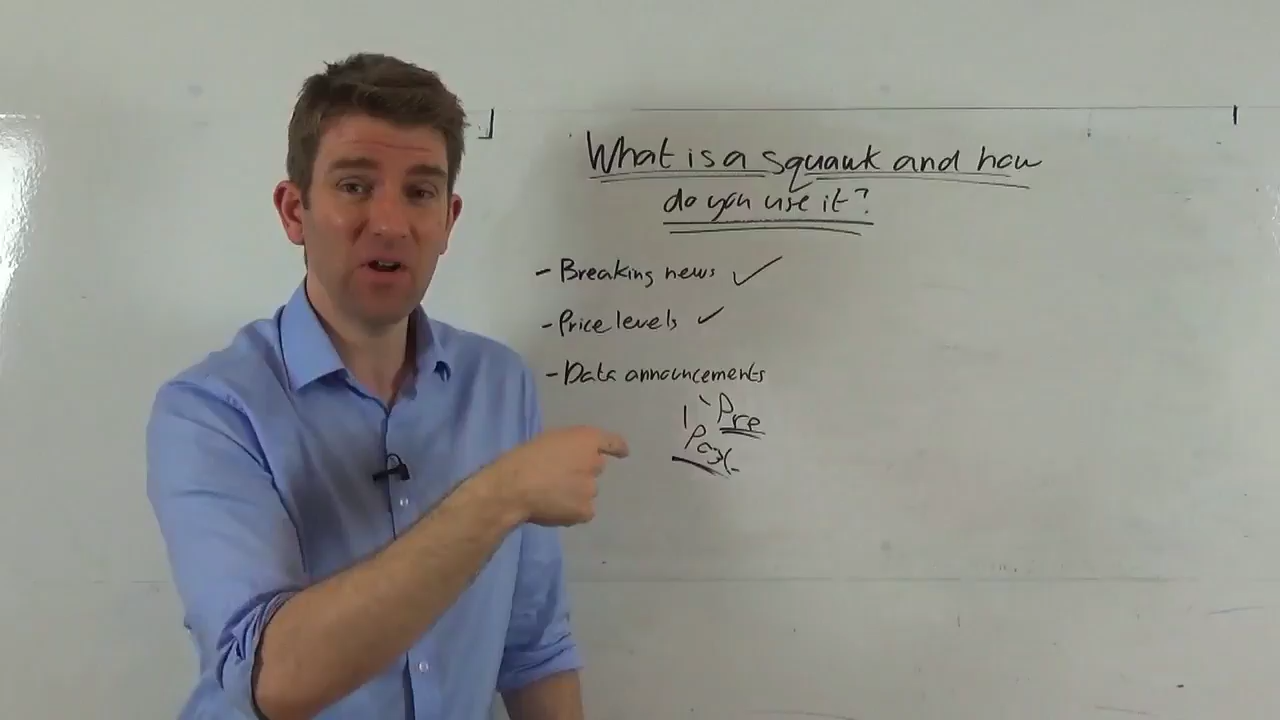 What is a squawk and how
do you use it?
- Breaking news ✓
- Price levels ✓
- Data announcements
Pre
Post